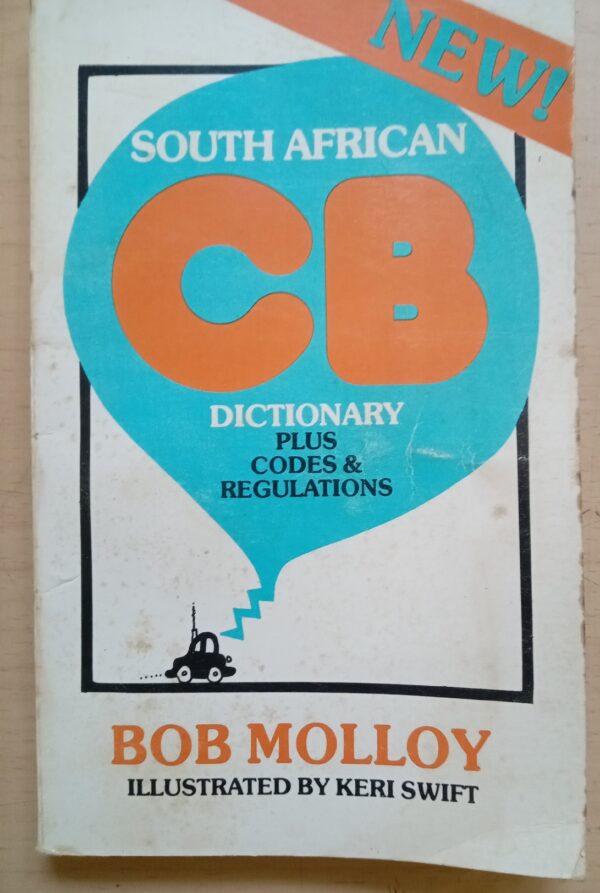 NEW!
SOUTH AFRICAN
CB
DICTIONARY
PLUS
CODES &
REGULATIONS
BOB MOLLOY
ILLUSTRATED BY KERI SWIFT